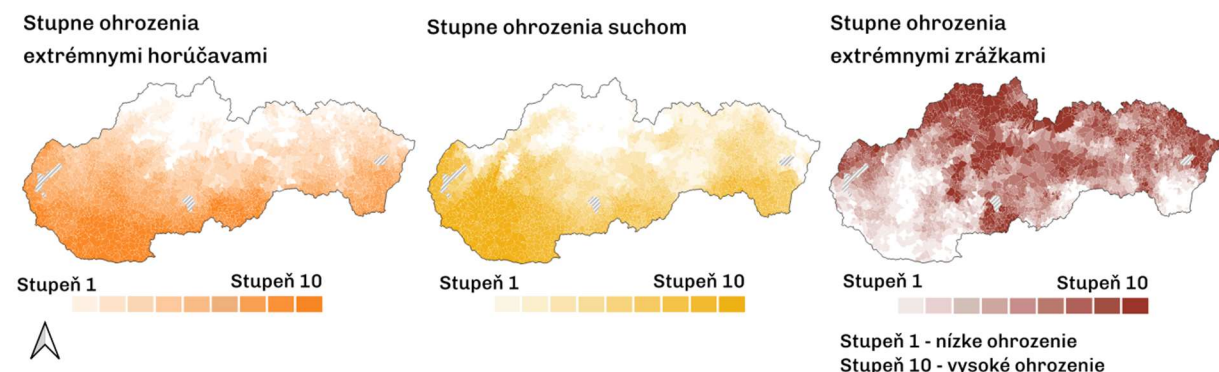 Stupne ohrozenia
extrémnymi horúčavami
Stupeň 1
Stupeň 10
Stupne ohrozenia suchom
Stupeň 1
Stupeň 10
Stupne ohrozenia
extrémnymi zrážkami
Stupeň 1
Stupeň 10
Stupeň 1 - nízke ohrozenie
Stupeň 10 - vysoké ohrozenie